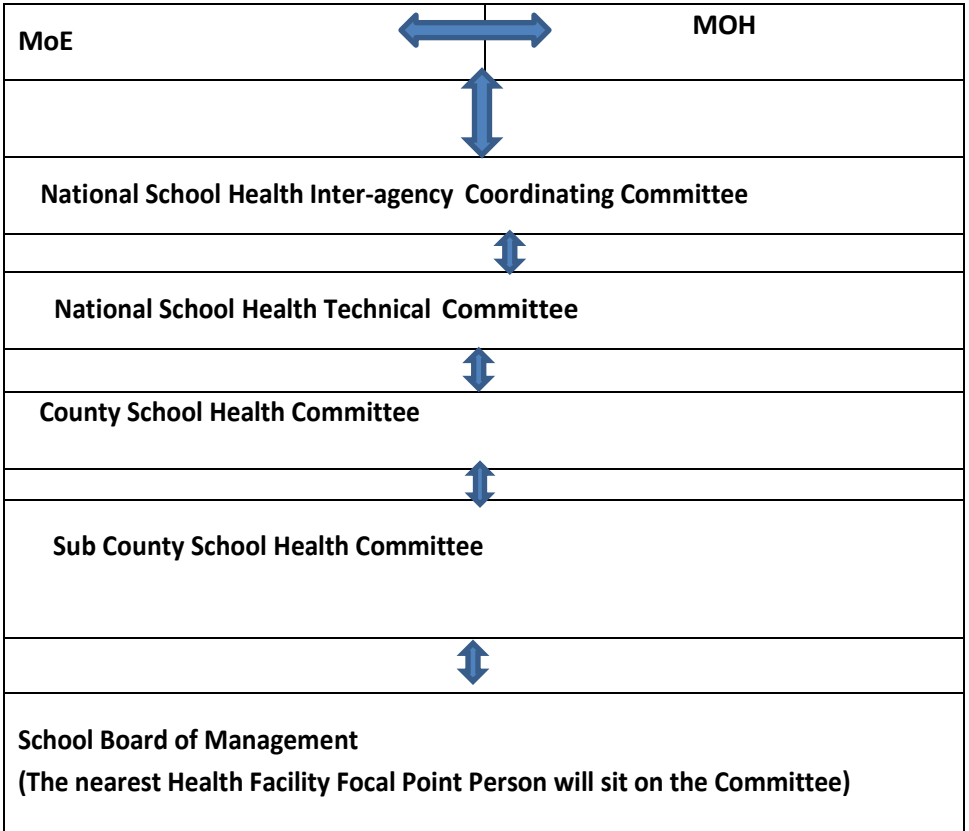 MoE
MOH
National School Health Inter-agency Coordinating Committee
National School Health Technical Committee
County School Health Committee
Sub County School Health Committee
School Board of Management
(The nearest Health Facility Focal Point Person will sit on the Committee)